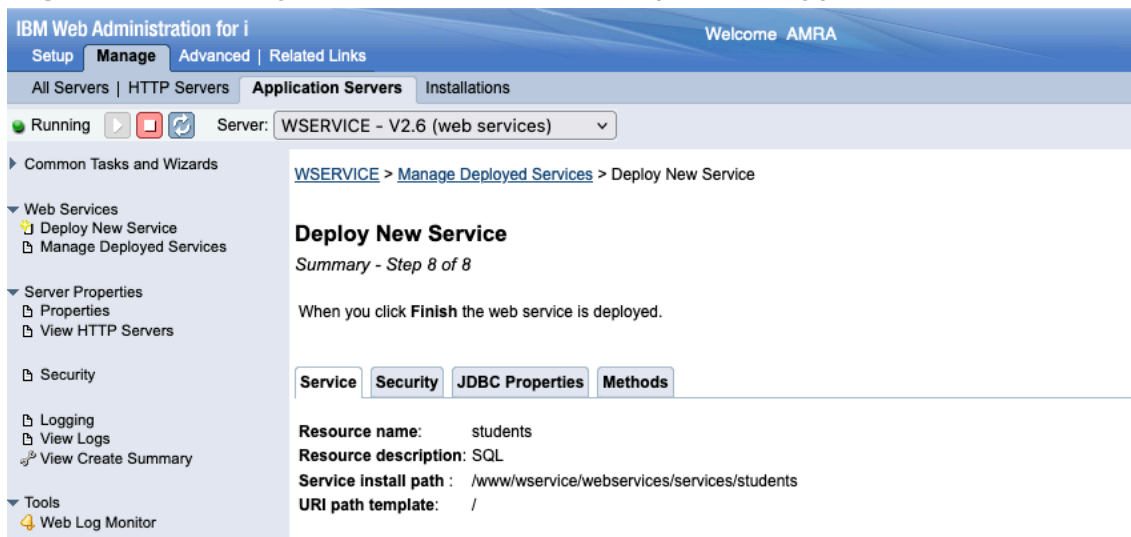 IBM Web Administration for i
Welcome AMRA
Setup Manage Advanced | Related Links
All Servers | HTTP Servers Application Servers Installations
Running Server: WSERVICE - V2.6 (web services)
Common Tasks and Wizards
WSERVICE > Manage Deployed Services > Deploy New Service
Web Services
Deploy New Service
Manage Deployed Services
Server Properties
Properties
View HTTP Servers
Security
Logging
View Logs
View Create Summary
Tools
Web Log Monitor
Deploy New Service
Summary - Step 8 of 8
When you click Finish the web service is deployed.
Service Security JDBC Properties Methods
Resource name: students
Resource description: SQL
Service install path : /www/wservice/webservices/services/students
URI path template: /